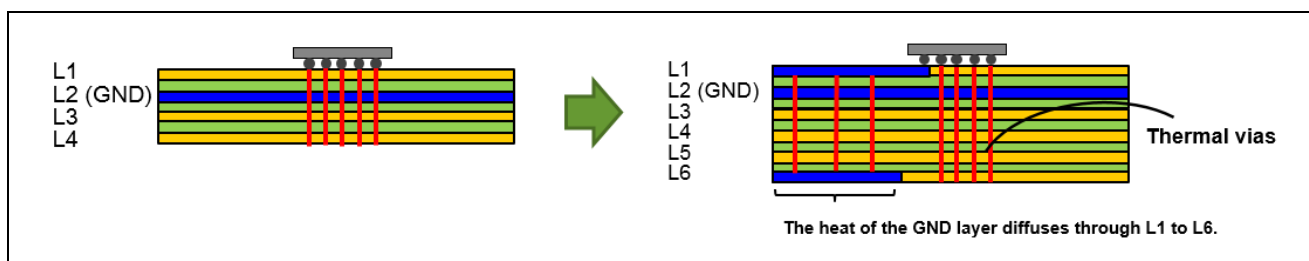 L1
L2 (GND)
L3
L4
L1
L2 (GND)
L3
L4
L5
L6
Thermal vias
The heat of the GND layer diffuses through L1 to L6.